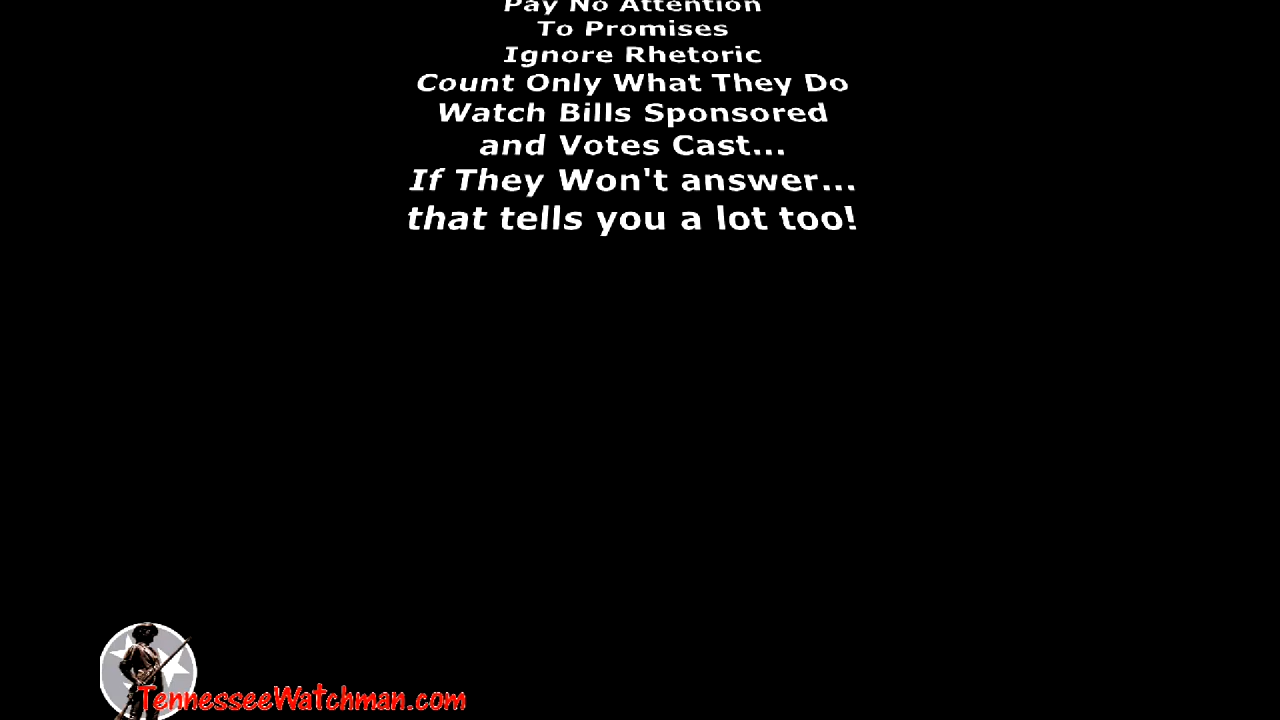 Pay No Attention
To Promises
Ignore Rhetoric
Count Only What They Do
Watch Bills Sponsored
and Votes Cast...
If They Won't answer...
that tells you a lot too!
TennesseeWatchman.com